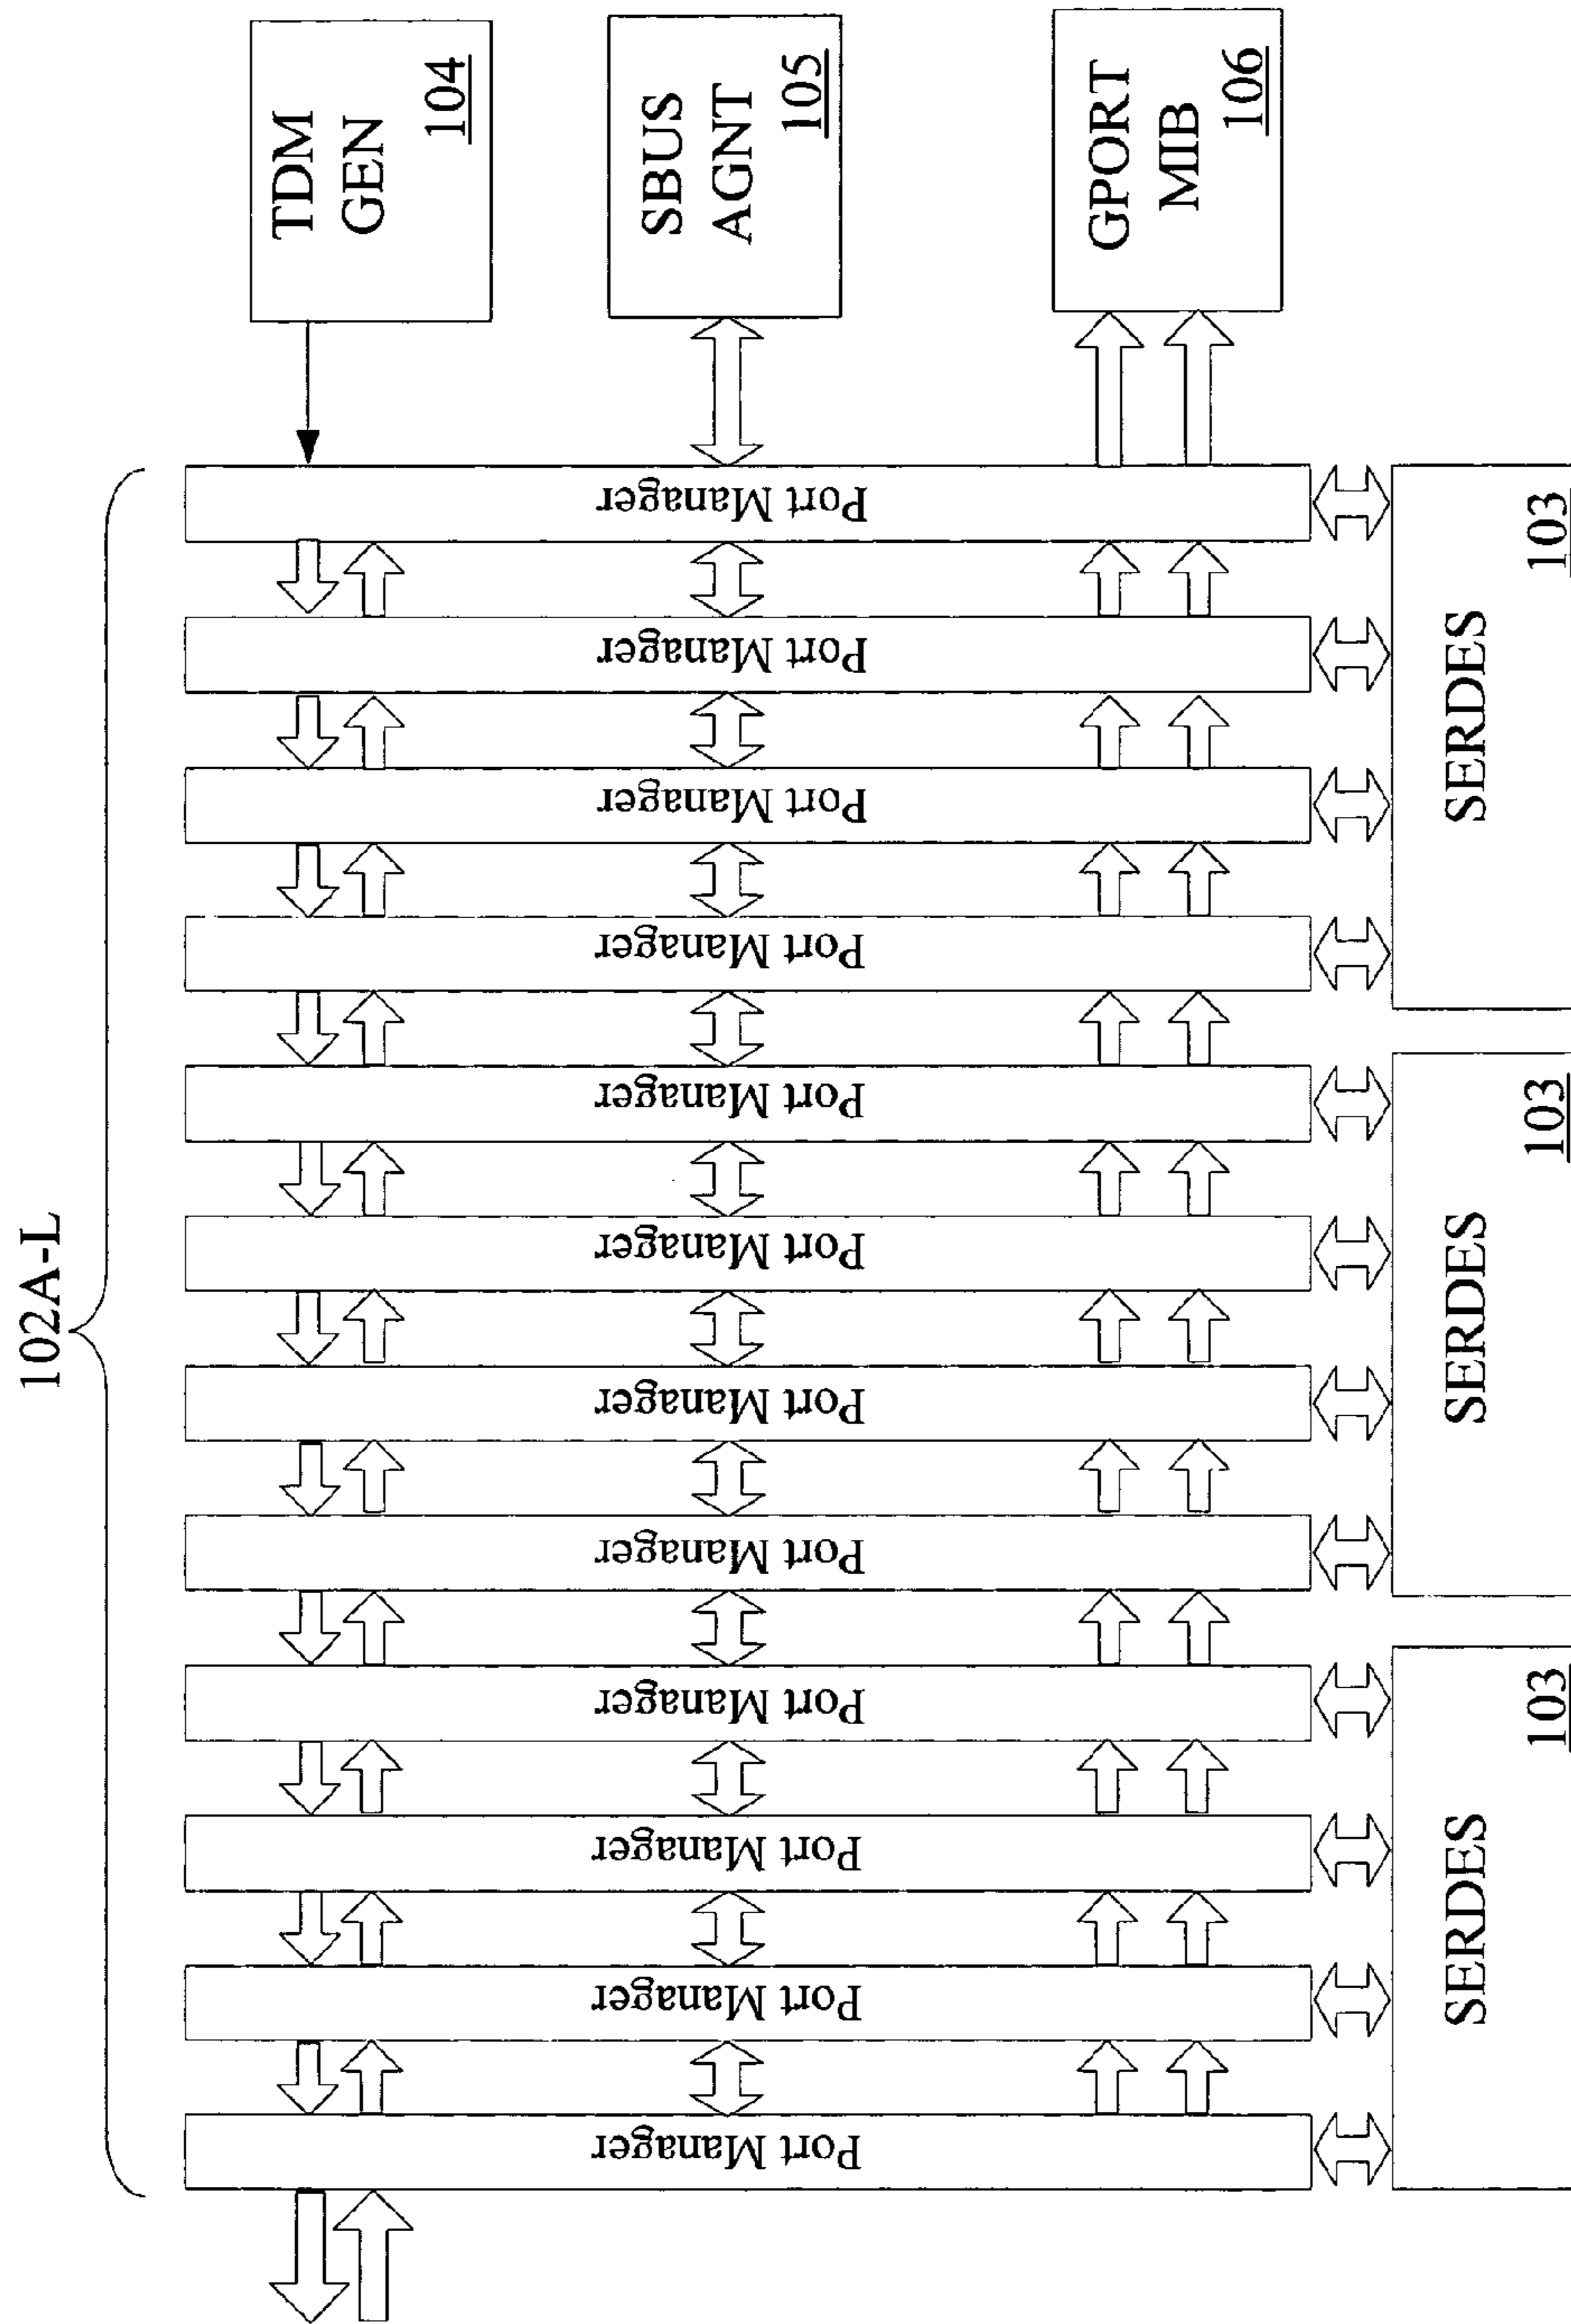 102A-L
TDM
GEN
104
SBUS
AGNT
105
GPORT
MIB
106
Port Manager
Port Manager
Port Manager
Port Manager
Port Manager
Port Manager
Port Manager
Port Manager
Port Manager
Port Manager
Port Manager
Port Manager
SERDES
103
SERDES
103
SERDES
103